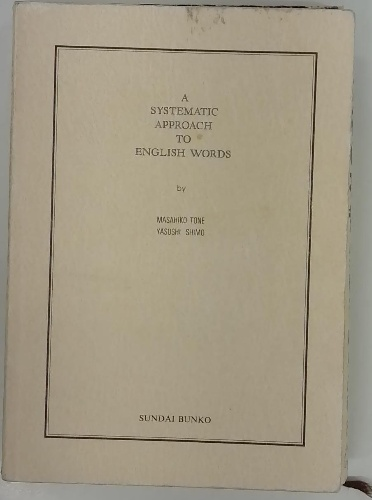 A
SYSTEMATIC
APPROACH
TO
ENGLISH WORDS
by
MASAHIKO TONE
YASUSHI SHIMO
SUNDAI BUNKO